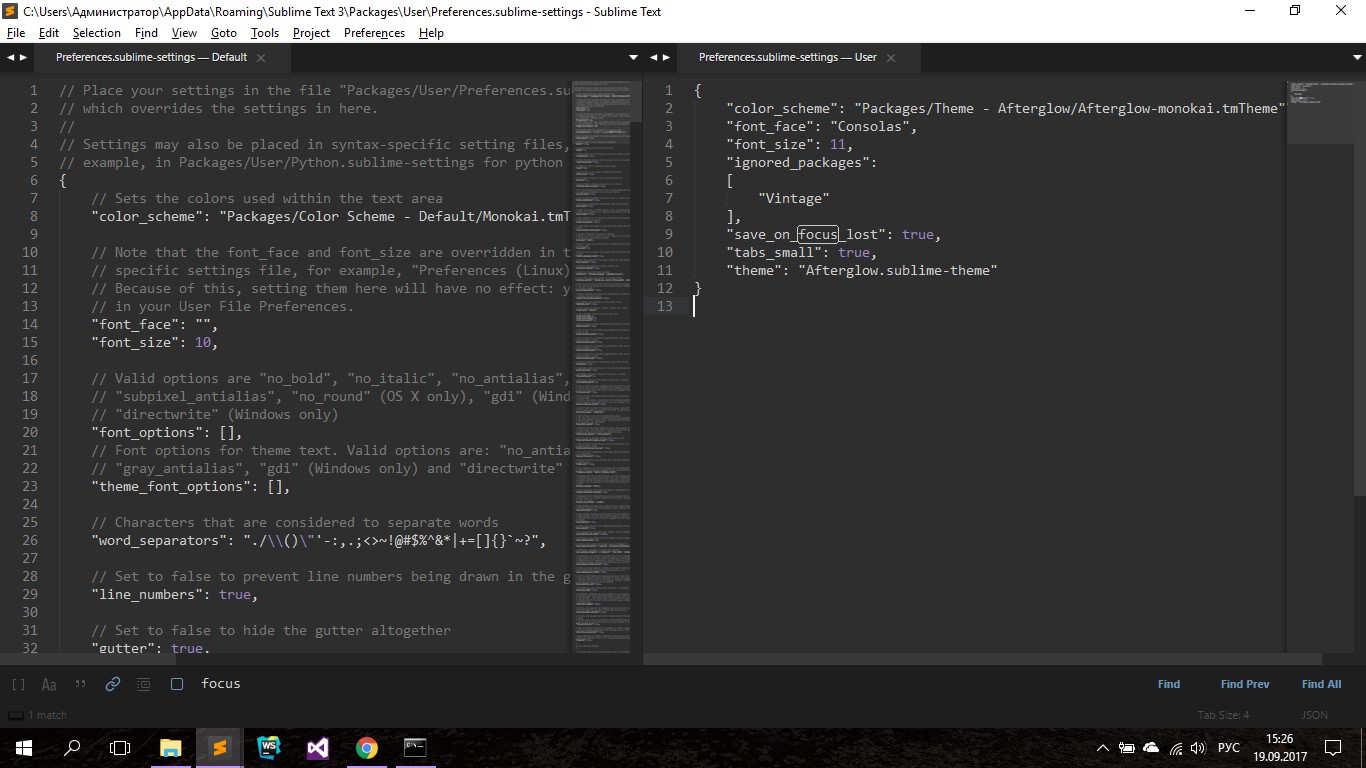 C:\Users\Администратор\AppData\Roaming\Sublime Text 3\Packages\User\Preferences.sublime-settings - Sublime Text
File Edit Selection Find View Goto Tools Project Preferences Help
Preferences.sublime-settings — Default
1 // Place your settings in the file "Packages/User/Preferences.su
2 // which overrides the settings in here.
3 //
4 // Settings may also be placed in syntax-specific setting files,
5 // example, in Packages/User/Python.sublime-settings for python
6 {
7 // Sets the colors used within the text area
8 "color_scheme": "Packages/Color Scheme - Default/Monokai.tmT
9
10 // Note that the font_face and font_size are overridden in t
11 // specific settings file, for example, "Preferences (Linux)
12 // Because of this, setting them here will have no effect: y
13 // in your User File Preferences.
14 "font_face": "",
15 "font_size": 10,
16
17 // Valid options are "no_bold", "no_italic", "no_antialias",
18 // "subpixel_antialias", "no_round" (OS X only), "gdi" (Wind
19 // "directwrite" (Windows only)
20 "font_options": [],
21 // Font options for theme text. Valid options are: "no_antia
22 // "gray_antialias", "gdi" (Windows only) and "directwrite"
23 "theme_font_options": [],
24
25 // Characters that are considered to separate words
26 "word_separators": "./\\()\"'-:,.;<>~!@#$%^&*|+=[]{}`~?",
27
28 // Set to false to prevent line numbers being drawn in the g
29 "line_numbers": true,
30
31 // Set to false to hide the gutter altogether
32 "gutter": true,
Preferences.sublime-settings — User
1 {
2 "color_scheme": "Packages/Theme - Afterglow/Afterglow-monokai.tmTheme"
3 "font_face": "Consolas",
4 "font_size": 11,
5 "ignored_packages":
6 [
7 "Vintage"
8 ],
9 "save_on_focus_lost": true,
10 "tabs_small": true,
11 "theme": "Afterglow.sublime-theme"
12 }
13
[ ] Aa " focus Find Find Prev Find All
1 match Tab Size: 4 JSON
WS C:\ РУС 15:26
19.09.2017